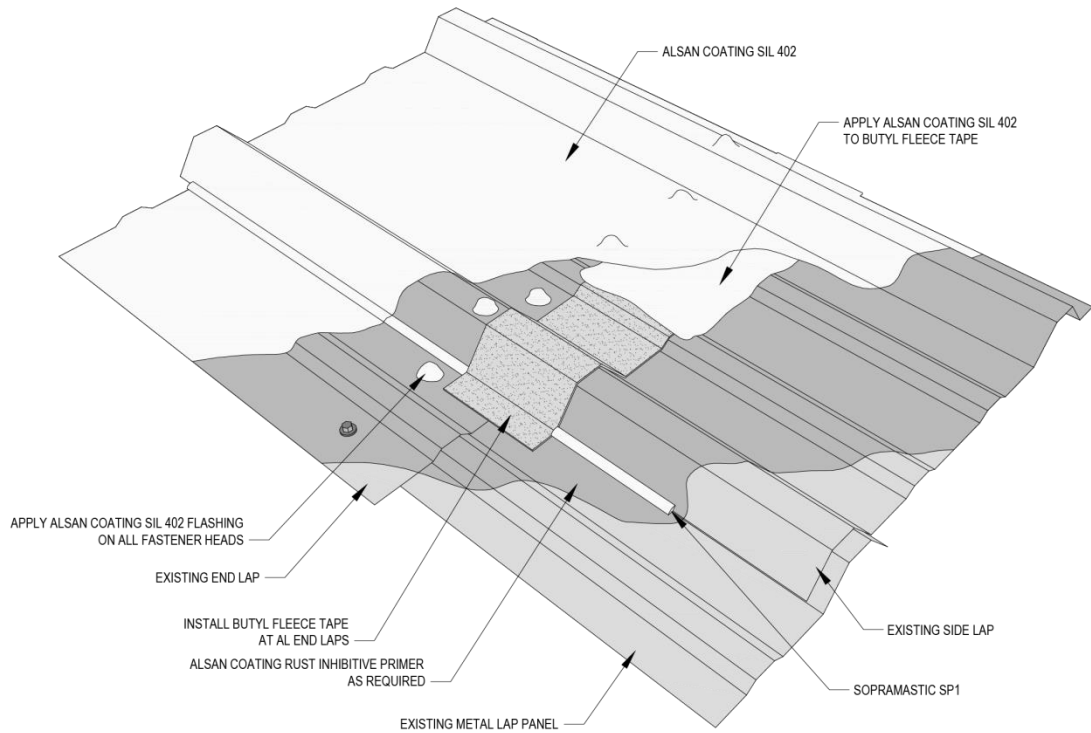 ALSAN COATING SIL 402
APPLY ALSAN COATING SIL 402
TO BUTYL FLEECE TAPE
APPLY ALSAN COATING SIL 402 FLASHING
ON ALL FASTENER HEADS
EXISTING END LAP
INSTALL BUTYL FLEECE TAPE
AT AL END LAPS
ALSAN COATING RUST INHIBITIVE PRIMER
AS REQUIRED
EXISTING METAL LAP PANEL
EXISTING SIDE LAP
SOPRAMASTIC SP1